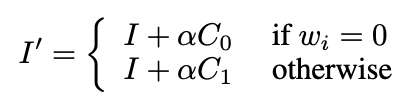 I' = { I + αC₀ if wᵢ = 0
I + αC₁ otherwise